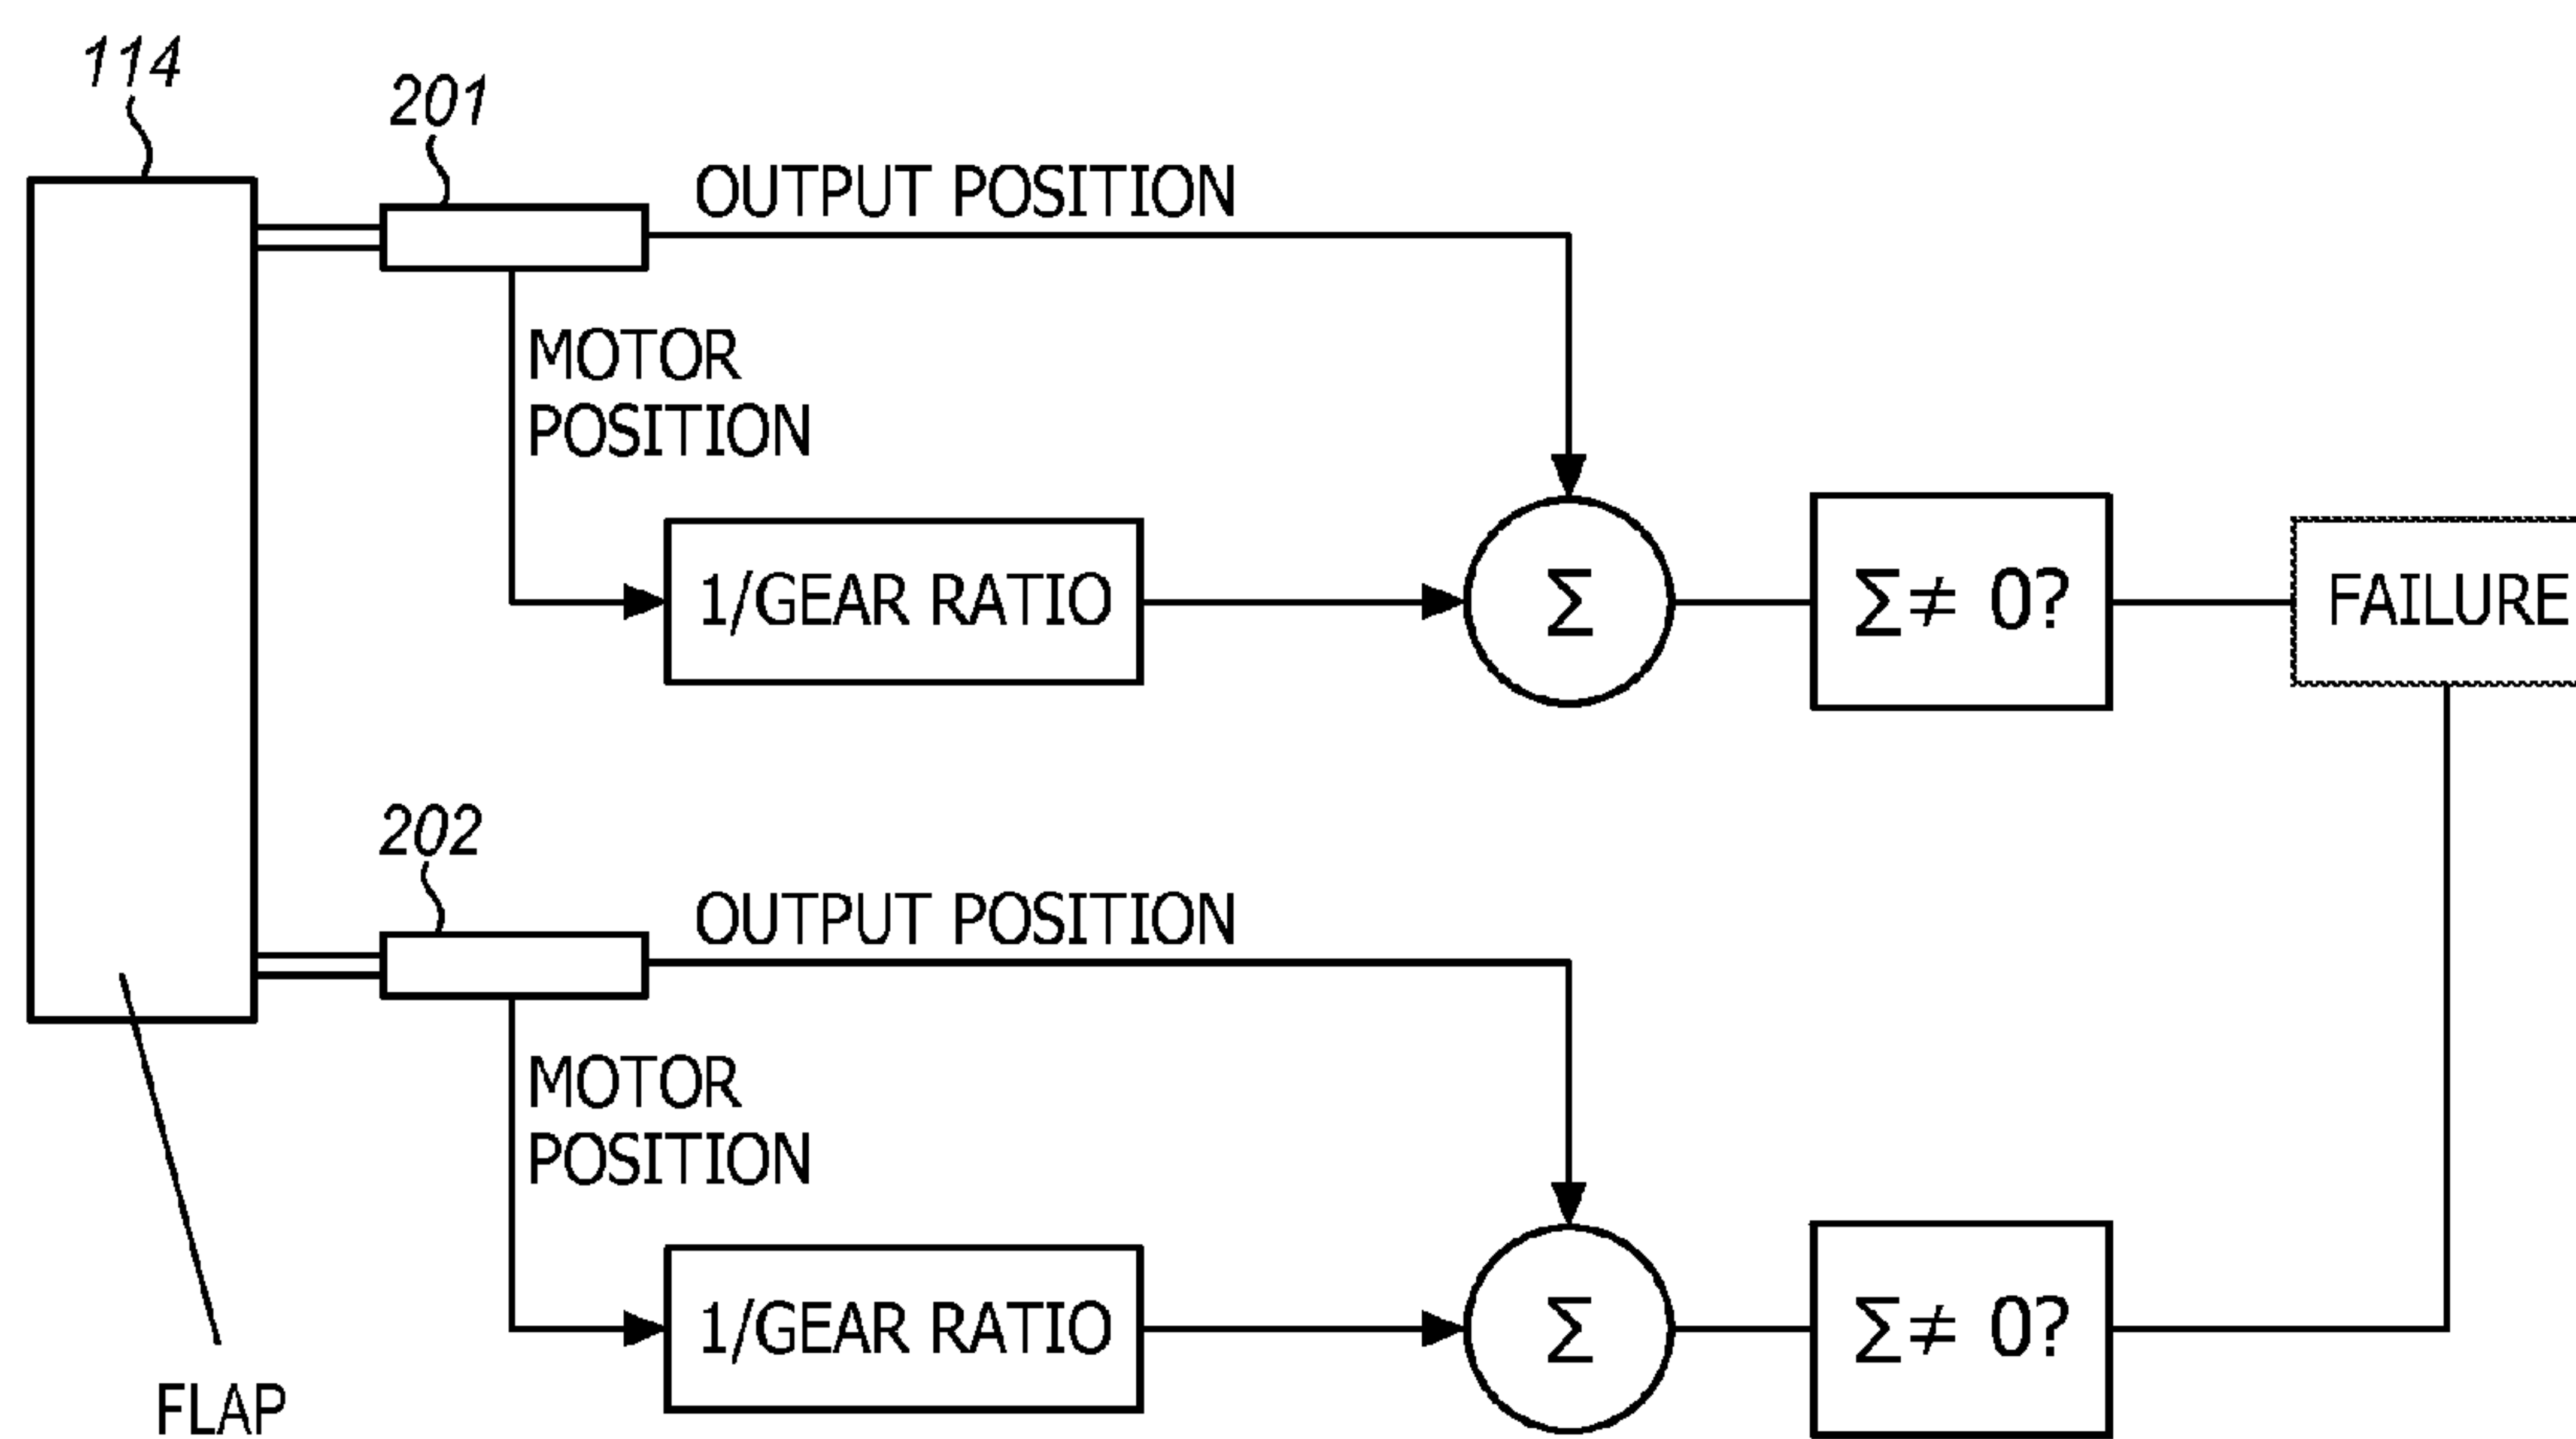 114
201
OUTPUT POSITION
MOTOR
POSITION
1/GEAR RATIO
Σ
Σ≠ 0?
FAILURE
202
OUTPUT POSITION
MOTOR
POSITION
1/GEAR RATIO
Σ
Σ≠ 0?
FLAP